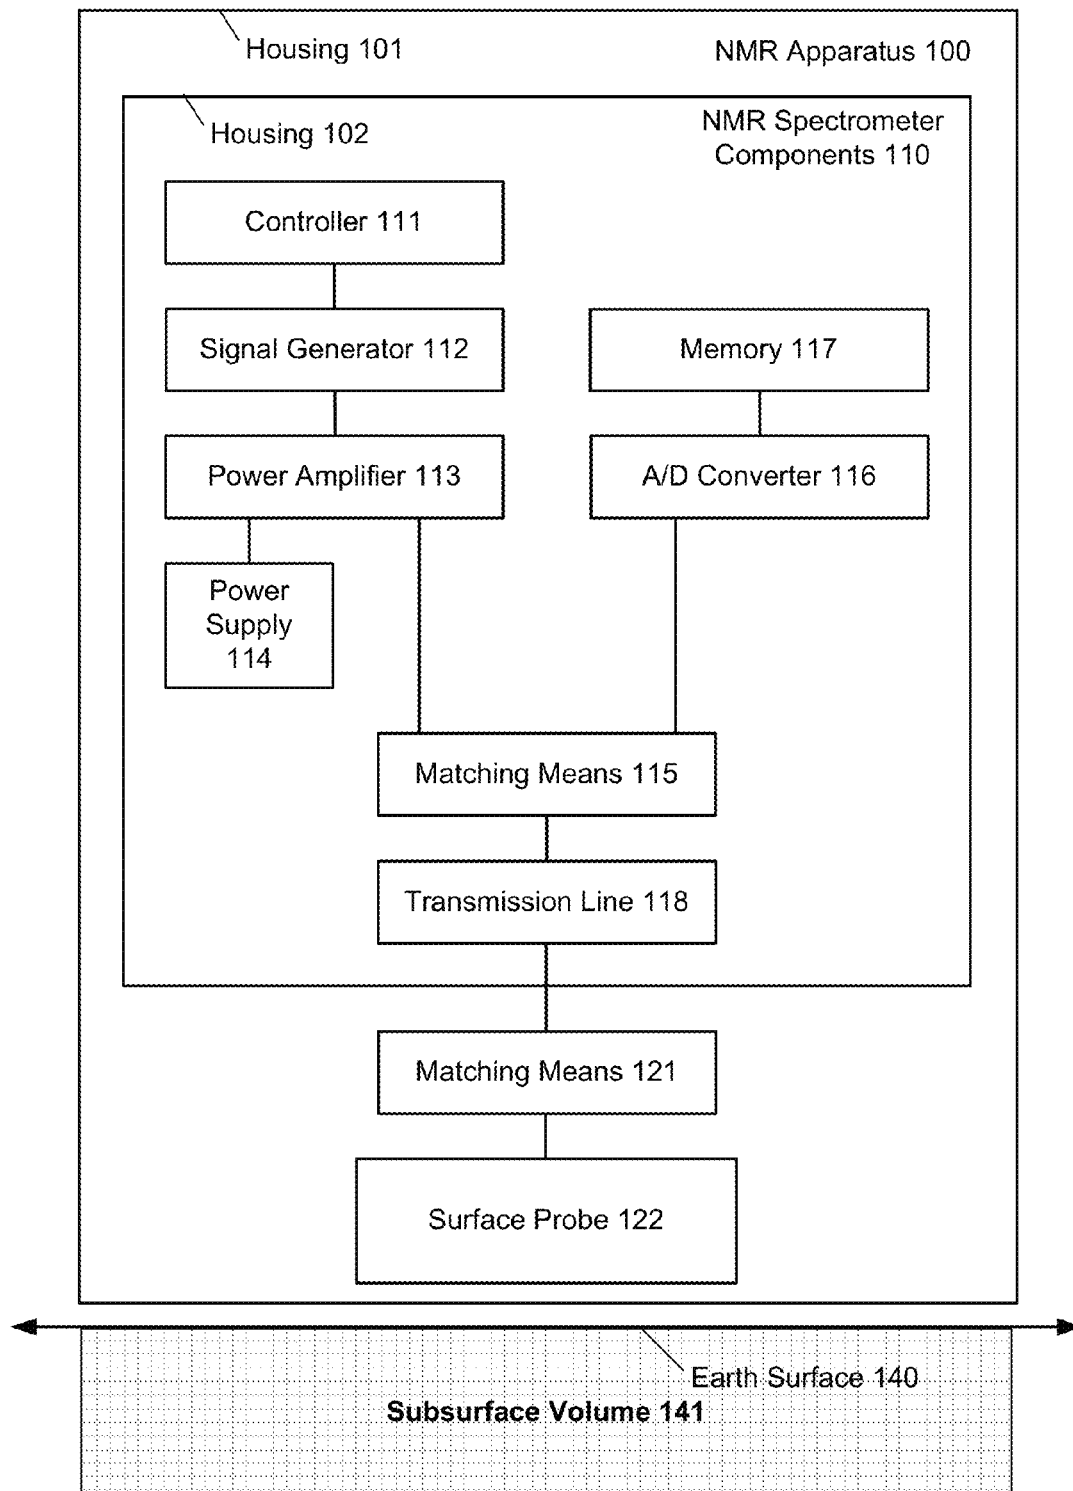 Housing 101
NMR Apparatus 100
Housing 102
NMR Spectrometer
Components 110
Controller 111
Signal Generator 112
Memory 117
Power Amplifier 113
A/D Converter 116
Power
Supply
114
Matching Means 115
Transmission Line 118
Matching Means 121
Surface Probe 122
Earth Surface 140
Subsurface Volume 141